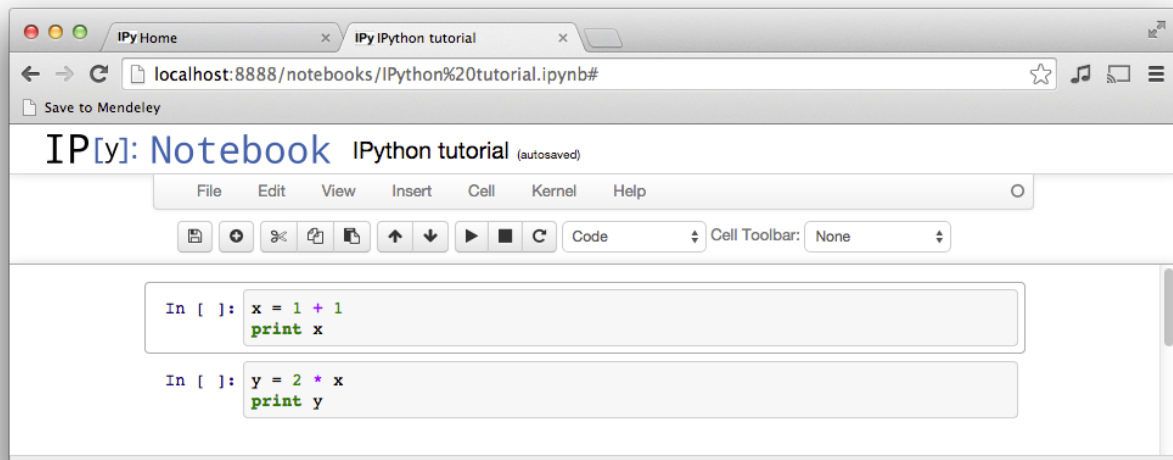 IPy Home × IPy IPython tutorial ×
localhost:8888/notebooks/IPython%20tutorial.ipynb#
Save to Mendeley
IP[y]: Notebook IPython tutorial (autosaved)
File Edit View Insert Cell Kernel Help
Code Cell Toolbar: None
In [ ]: x = 1 + 1
print x
In [ ]: y = 2 * x
print y